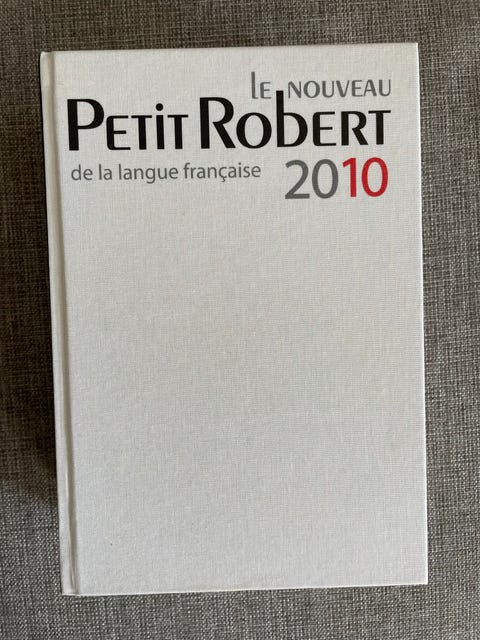 LE NOUVEAU
PETiT RobERT
de la langue française
2010